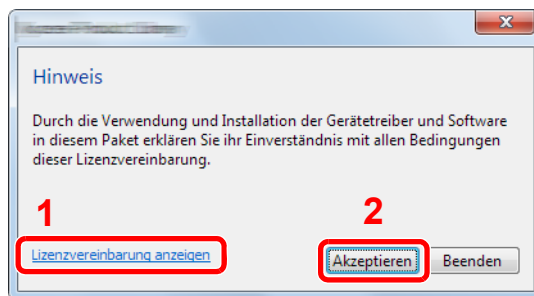 Hinweis
Durch die Verwendung und Installation der Gerätetreiber und Software
in diesem Paket erklären Sie ihr Einverständnis mit allen Bedingungen
dieser Lizenzvereinbarung.
1
2
Lizenzvereinbarung anzeigen
Akzeptieren
Beenden